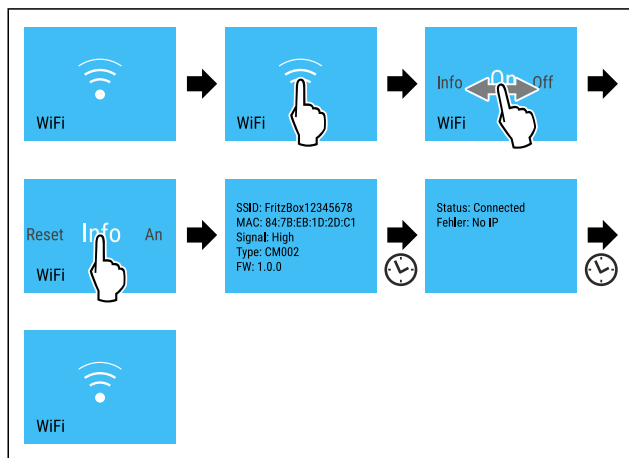 WiFi
WiFi
Info On Off
WiFi
Reset Info An
WiFi
SSID: FritzBox12345678
MAC: 84:7B:EB:1D:2D:C1
Signal: High
Type: CM002
FW: 1.0.0
Status: Connected
Fehler: No IP
WiFi